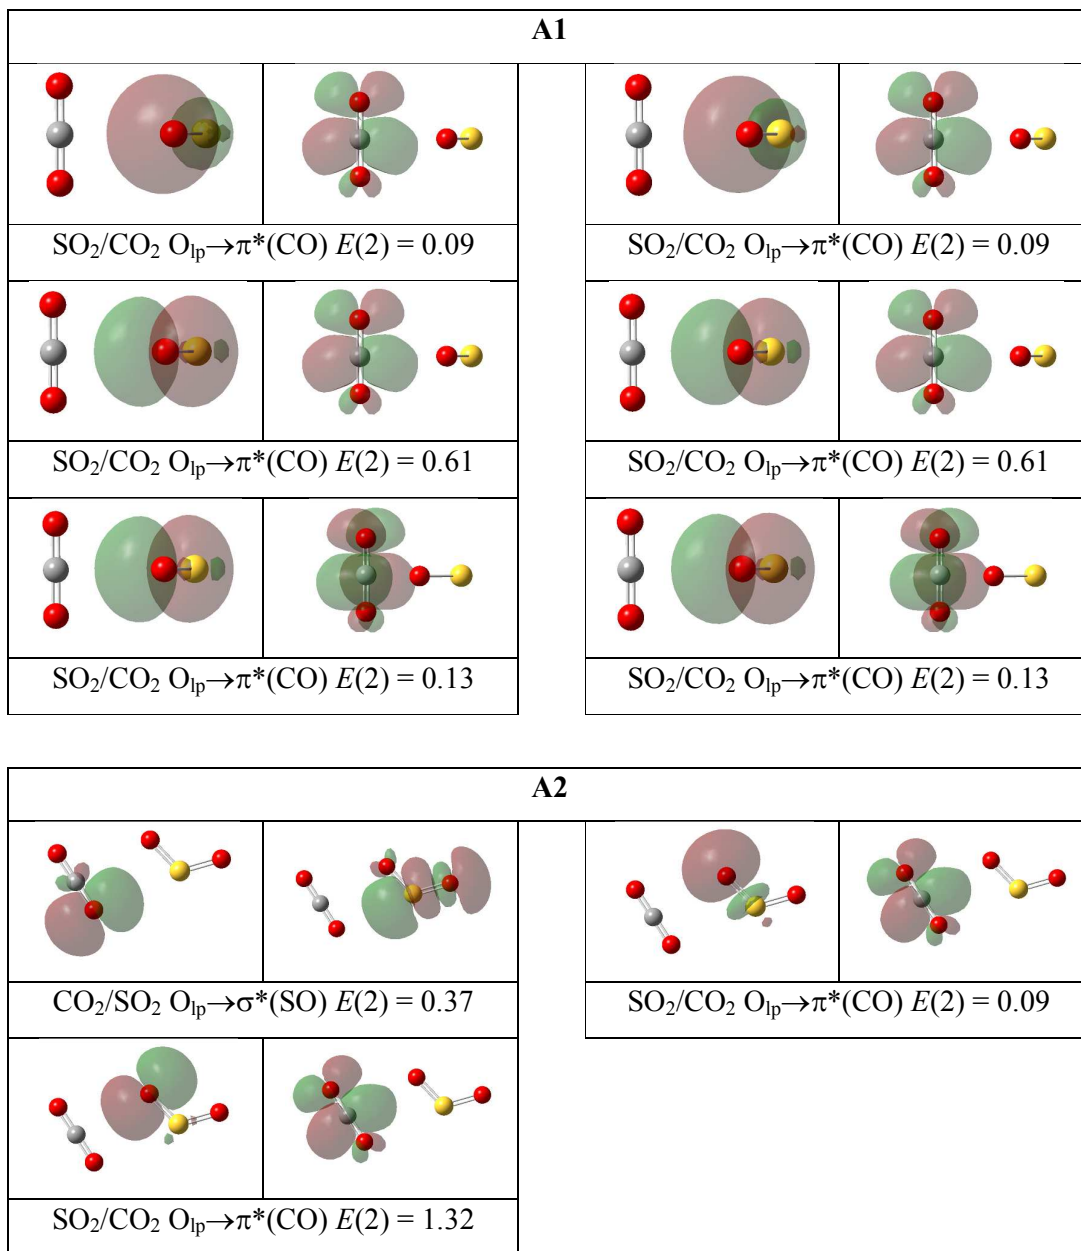 A1
SO2/CO2 Olp→π*(CO) E(2) = 0.09
SO2/CO2 Olp→π*(CO) E(2) = 0.09
SO2/CO2 Olp→π*(CO) E(2) = 0.61
SO2/CO2 Olp→π*(CO) E(2) = 0.61
SO2/CO2 Olp→π*(CO) E(2) = 0.13
SO2/CO2 Olp→π*(CO) E(2) = 0.13
A2
CO2/SO2 Olp→σ*(SO) E(2) = 0.37
SO2/CO2 Olp→π*(CO) E(2) = 0.09
SO2/CO2 Olp→π*(CO) E(2) = 1.32